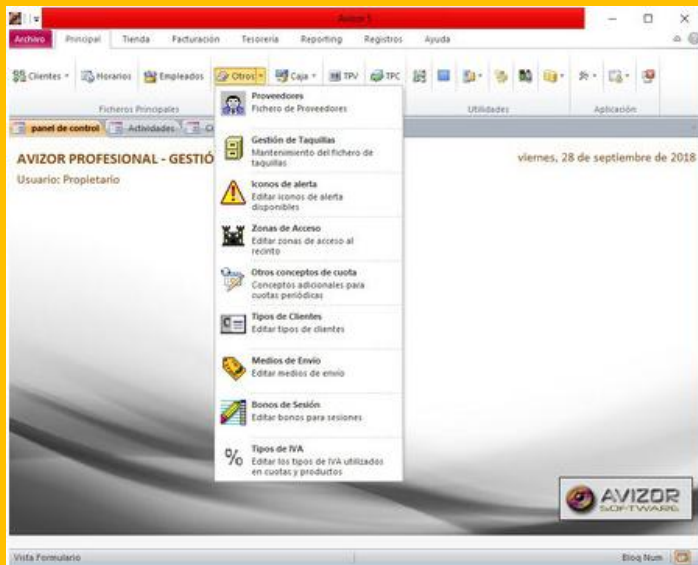 Avizor 5
Archivo Principal Tienda Facturación Tesorería Reporting Registros Ayuda
Clientes Horarios Empleados Otros Caja TPV TPC
Ficheros Principales Utilidades Aplicación
panel de control Actividades
AVIZOR PROFESIONAL - GESTIÓ viernes, 28 de septiembre de 2018
Usuario: Propietario
Proveedores
Fichero de Proveedores
Gestión de Taquillas
Mantenimiento del fichero de
taquillas
Iconos de alerta
Editar iconos de alerta
disponibles
Zonas de Acceso
Editar zonas de acceso al
recinto
Otros conceptos de cuota
Conceptos adicionales para
cuotas periódicas
Tipos de Clientes
Editar tipos de clientes
Medios de Envio
Editar medios de envio
Bonos de Sesión
Editar bonos para sesiones
Tipos de IVA
Editar los tipos de IVA utilizados
en cuotas y productos
AVIZOR
SOFTWARE
Vista Formulario Bloq Num